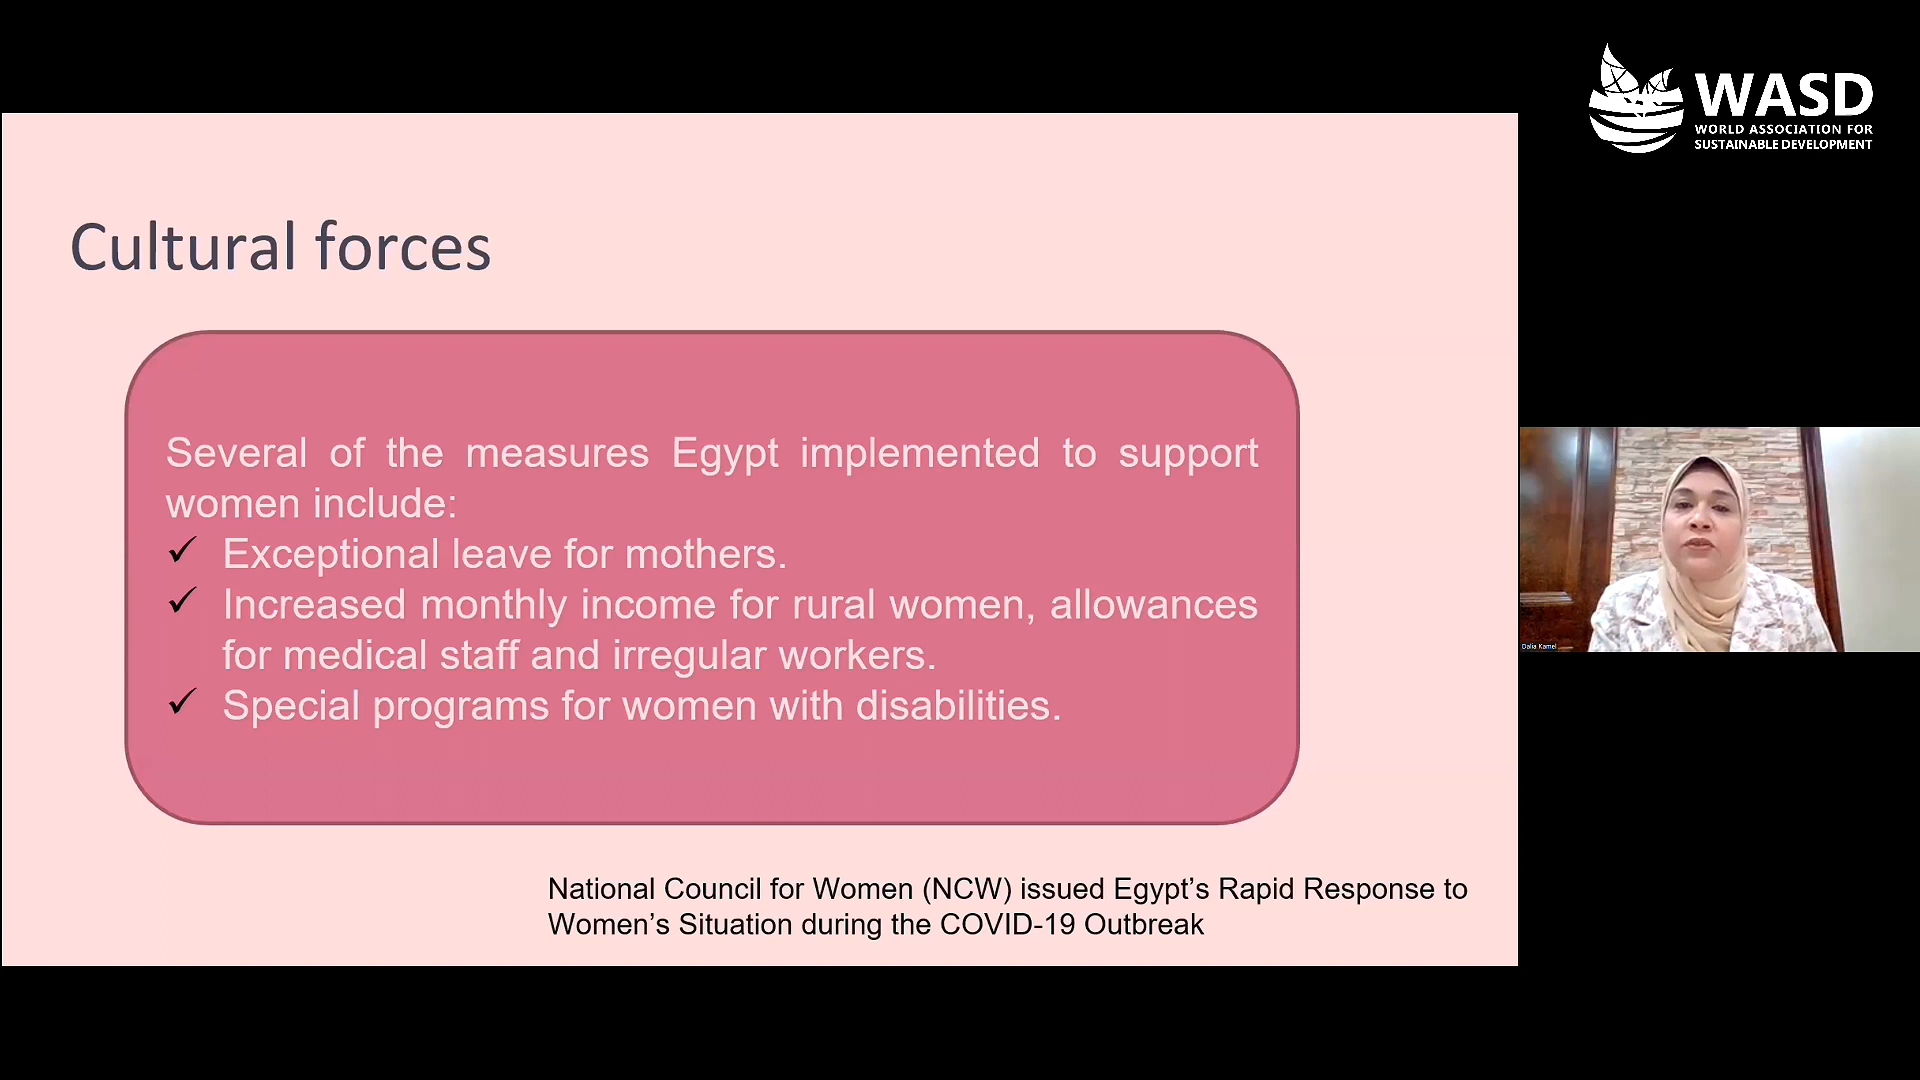 WASD
WORLD ASSOCIATION FOR
SUSTAINABLE DEVELOPMENT
Cultural forces
Several of the measures Egypt implemented to support
women include:
✓ Exceptional leave for mothers.
✓ Increased monthly income for rural women, allowances
for medical staff and irregular workers.
✓ Special programs for women with disabilities.
National Council for Women (NCW) issued Egypt’s Rapid Response to
Women’s Situation during the COVID-19 Outbreak
Dalia Kamel